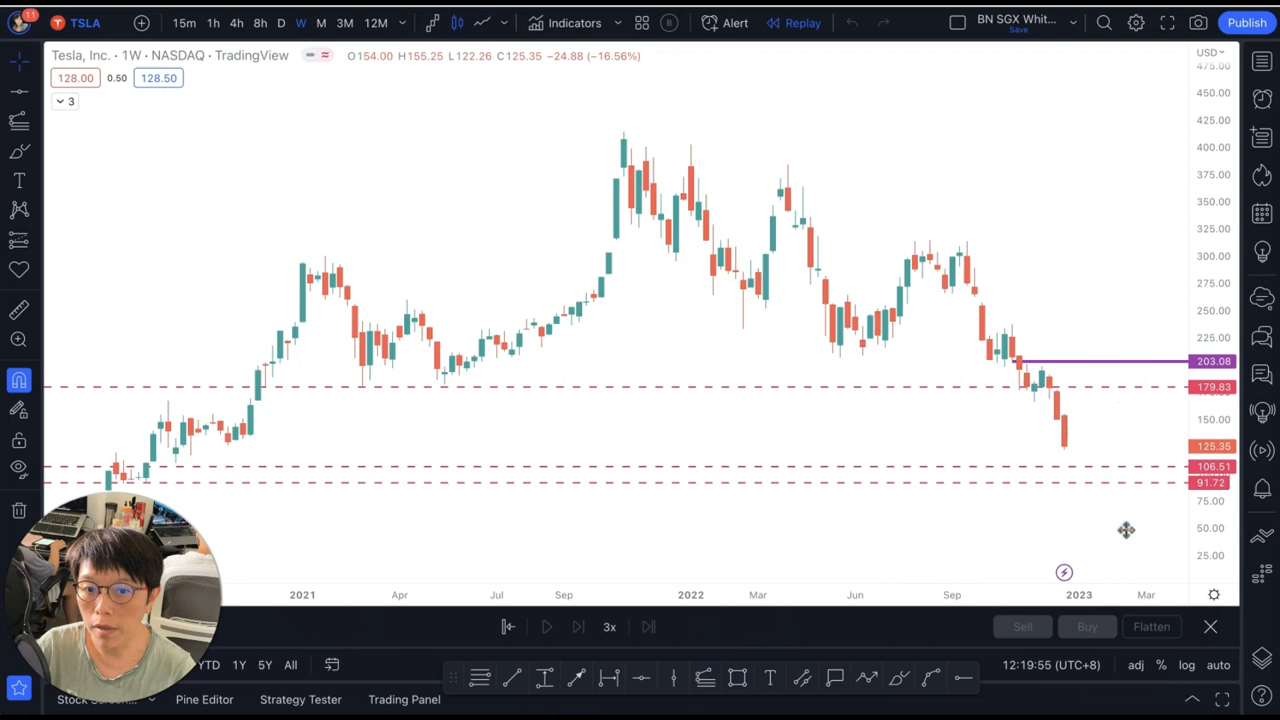 11
TSLA
15m 1h 4h 8h D W M 3M 12M
Indicators
B
Alert
Replay
BN SGX Whit...
Save
Publish
Tesla, Inc. · 1W · NASDAQ · TradingView
O154.00 H155.25 L122.26 C125.35 −24.88 (−16.56%)
USD
128.00 0.50 128.50
3
475.00
450.00
425.00
400.00
375.00
350.00
325.00
300.00
275.00
250.00
225.00
203.08
179.83
150.00
125.35
106.51
91.72
75.00
50.00
25.00
2021 Apr Jul Sep 2022 Mar Jun Sep 2023 Mar
3x
Sell Buy Flatten
YTD 1Y 5Y All
12:19:55 (UTC+8) adj % log auto
Stock Screen...
Pine Editor
Strategy Tester
Trading Panel